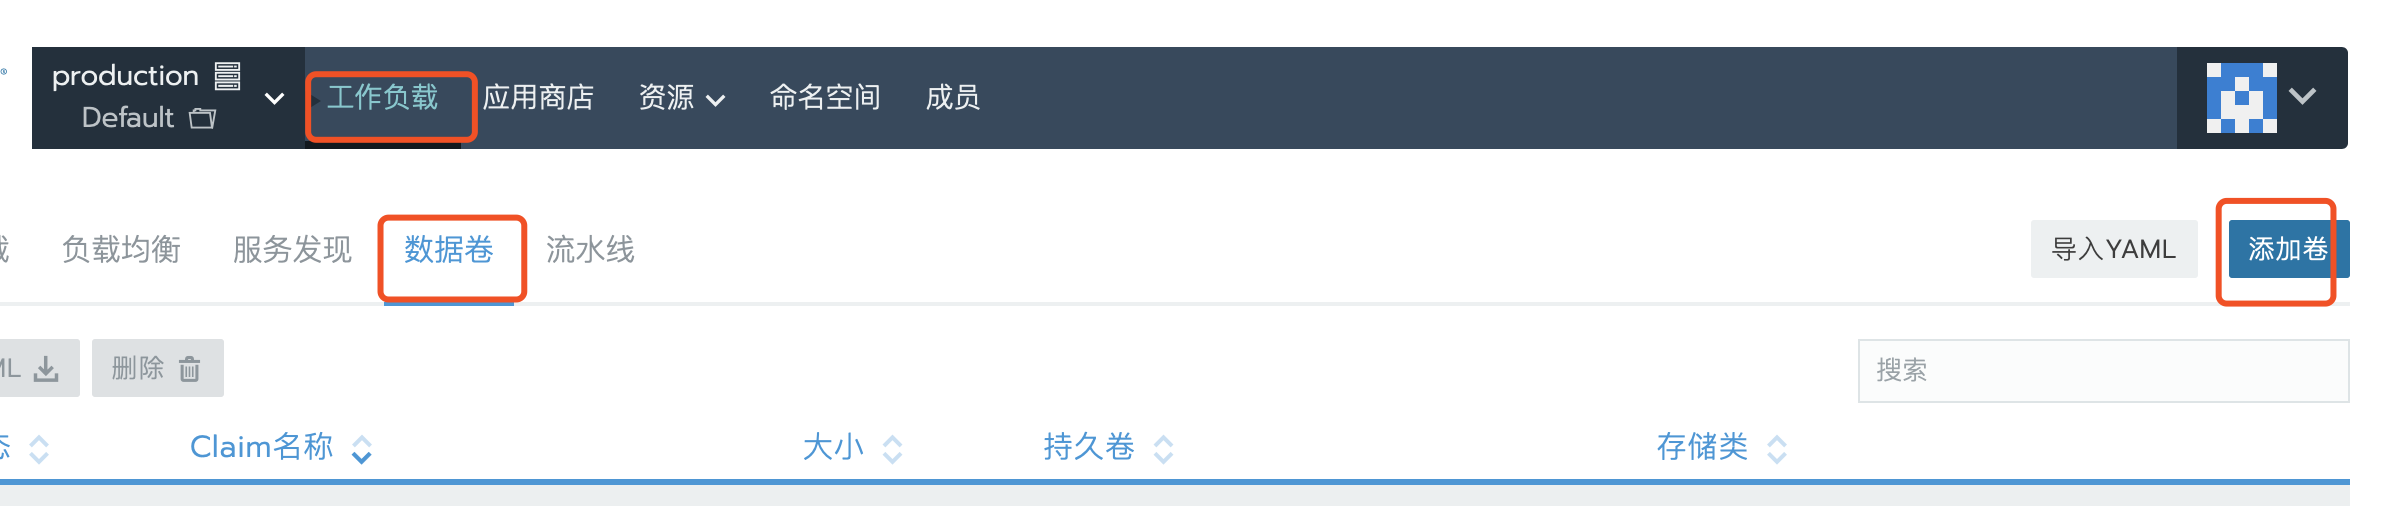 production
Default
工作负载 应用商店 资源 命名空间 成员
负载均衡 服务发现 数据卷 流水线 导入YAML 添加卷
ML 删除 搜索
Claim名称 大小 持久卷 存储类